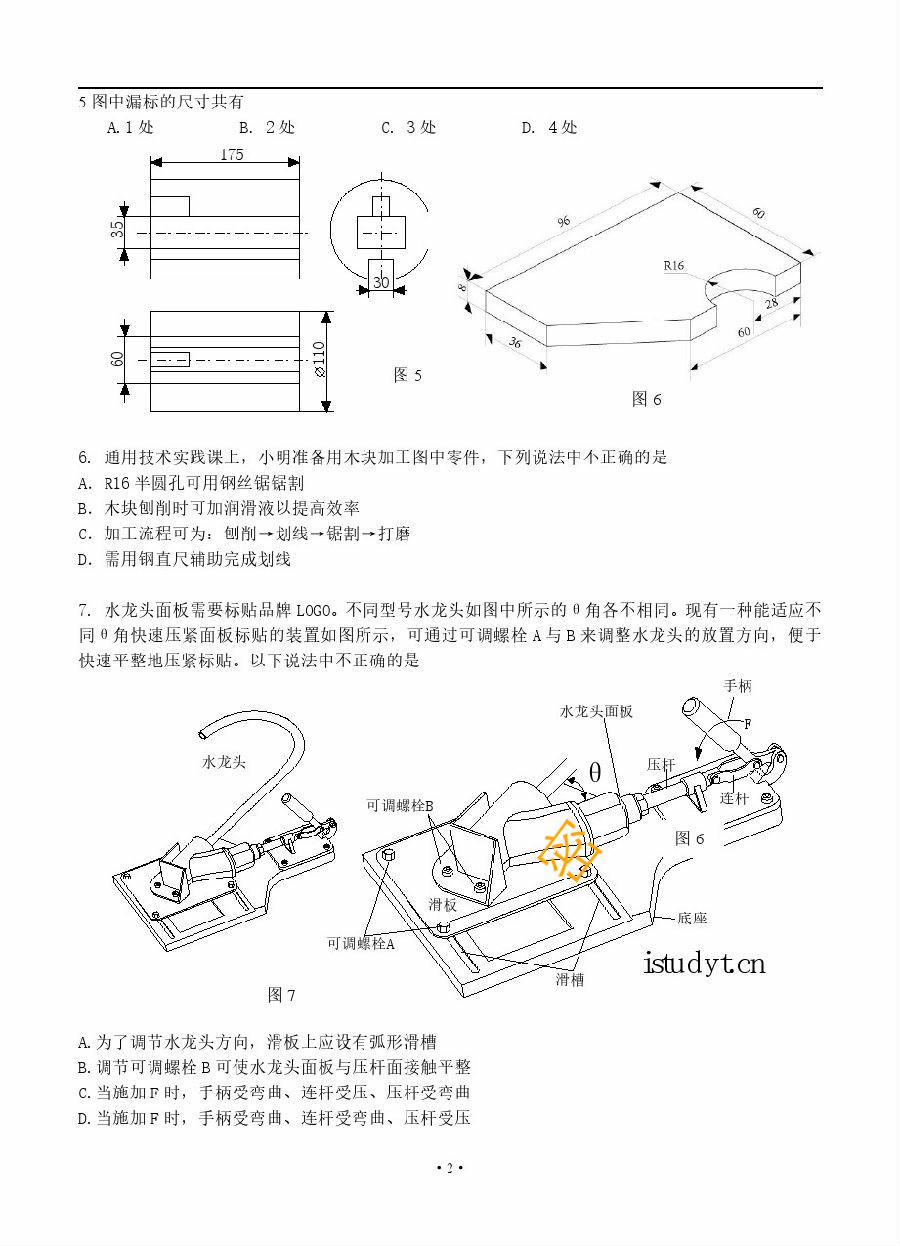 5 图中漏标的尺寸共有
A.1 处 B. 2 处 C. 3 处 D. 4 处
175
35
30
60
⌀110
图 5
96
60
R16
8
36
28
60
图 6
6. 通用技术实践课上，小明准备用木块加工图中零件，下列说法中不正确的是
A. R16 半圆孔可用钢丝锯锯割
B. 木块刨削时可加润滑液以提高效率
C. 加工流程可为：刨削→划线→锯割→打磨
D. 需用钢直尺辅助完成划线
7. 水龙头面板需要标贴品牌 LOGO。不同型号水龙头如图中所示的 θ 角各不相同。现有一种能适应不
同 θ 角快速压紧面板标贴的装置如图所示，可通过可调螺栓 A 与 B 来调整水龙头的放置方向，便于
快速平整地压紧标贴．以下说法中不正确的是
手柄
水龙头面板
F
水龙头
压杆
θ
连杆
可调螺栓B
图 6
滑板
底座
可调螺栓A
istudyt.cn
滑槽
图 7
A.为了调节水龙头方向，滑板上应设有弧形滑槽
B.调节可调螺栓 B 可使水龙头面板与压杆面接触平整
C.当施加 F 时，手柄受弯曲、连杆受压、压杆受弯曲
D.当施加 F 时，手柄受弯曲、连杆受弯曲、压杆受压
·2·